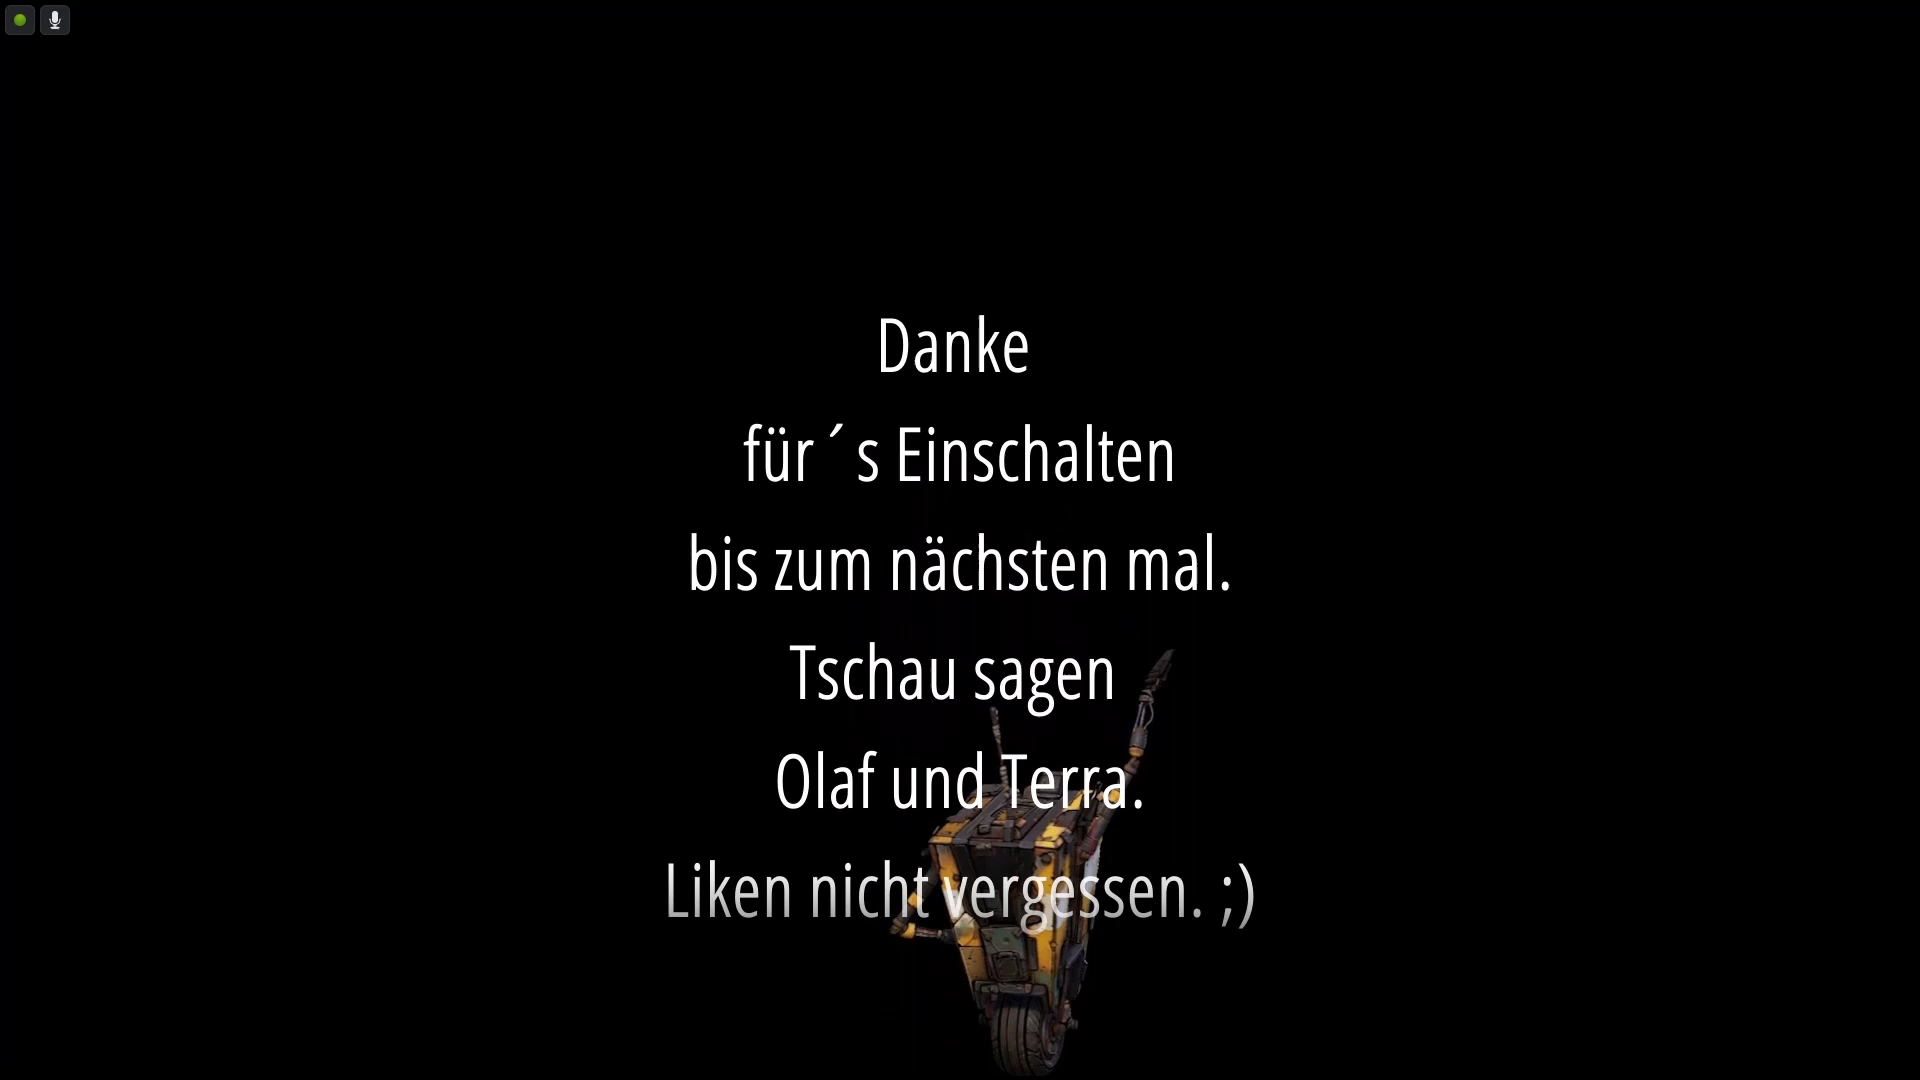 Danke
für´s Einschalten
bis zum nächsten mal.
Tschau sagen
Olaf und Terra.
Liken nicht vergessen. ;)